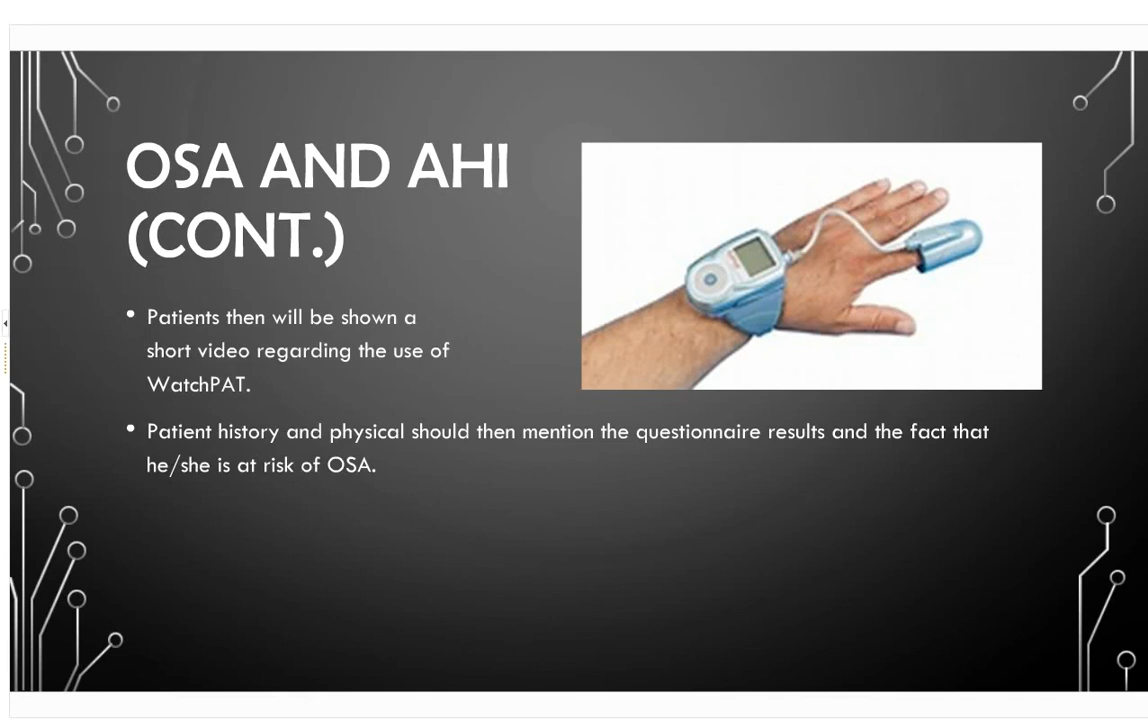 OSA AND AHI
(CONT.)
• Patients then will be shown a
short video regarding the use of
WatchPAT.
• Patient history and physical should then mention the questionnaire results and the fact that
he/she is at risk of OSA.